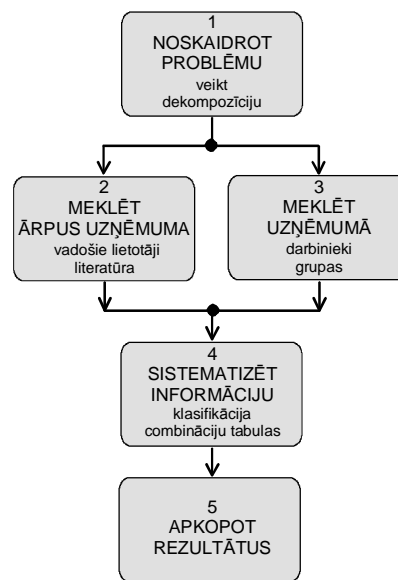 1
NOSKAIDROT
PROBLĒMU
veikt
dekompozīciju
2
MEKLĒT
ĀRPUS UZŅĒMUMA
vadošie lietotāji
literatūra
3
MEKLĒT
UZŅĒMUMĀ
darbinieki
grupas
4
SISTEMATIZĒT
INFORMĀCIJU
klasifikācija
combināciju tabulas
5
APKOPOT
REZULTĀTUS